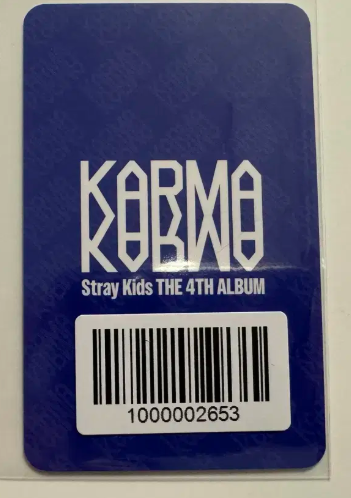 KARMA
Stray Kids THE 4TH ALBUM
1000002653